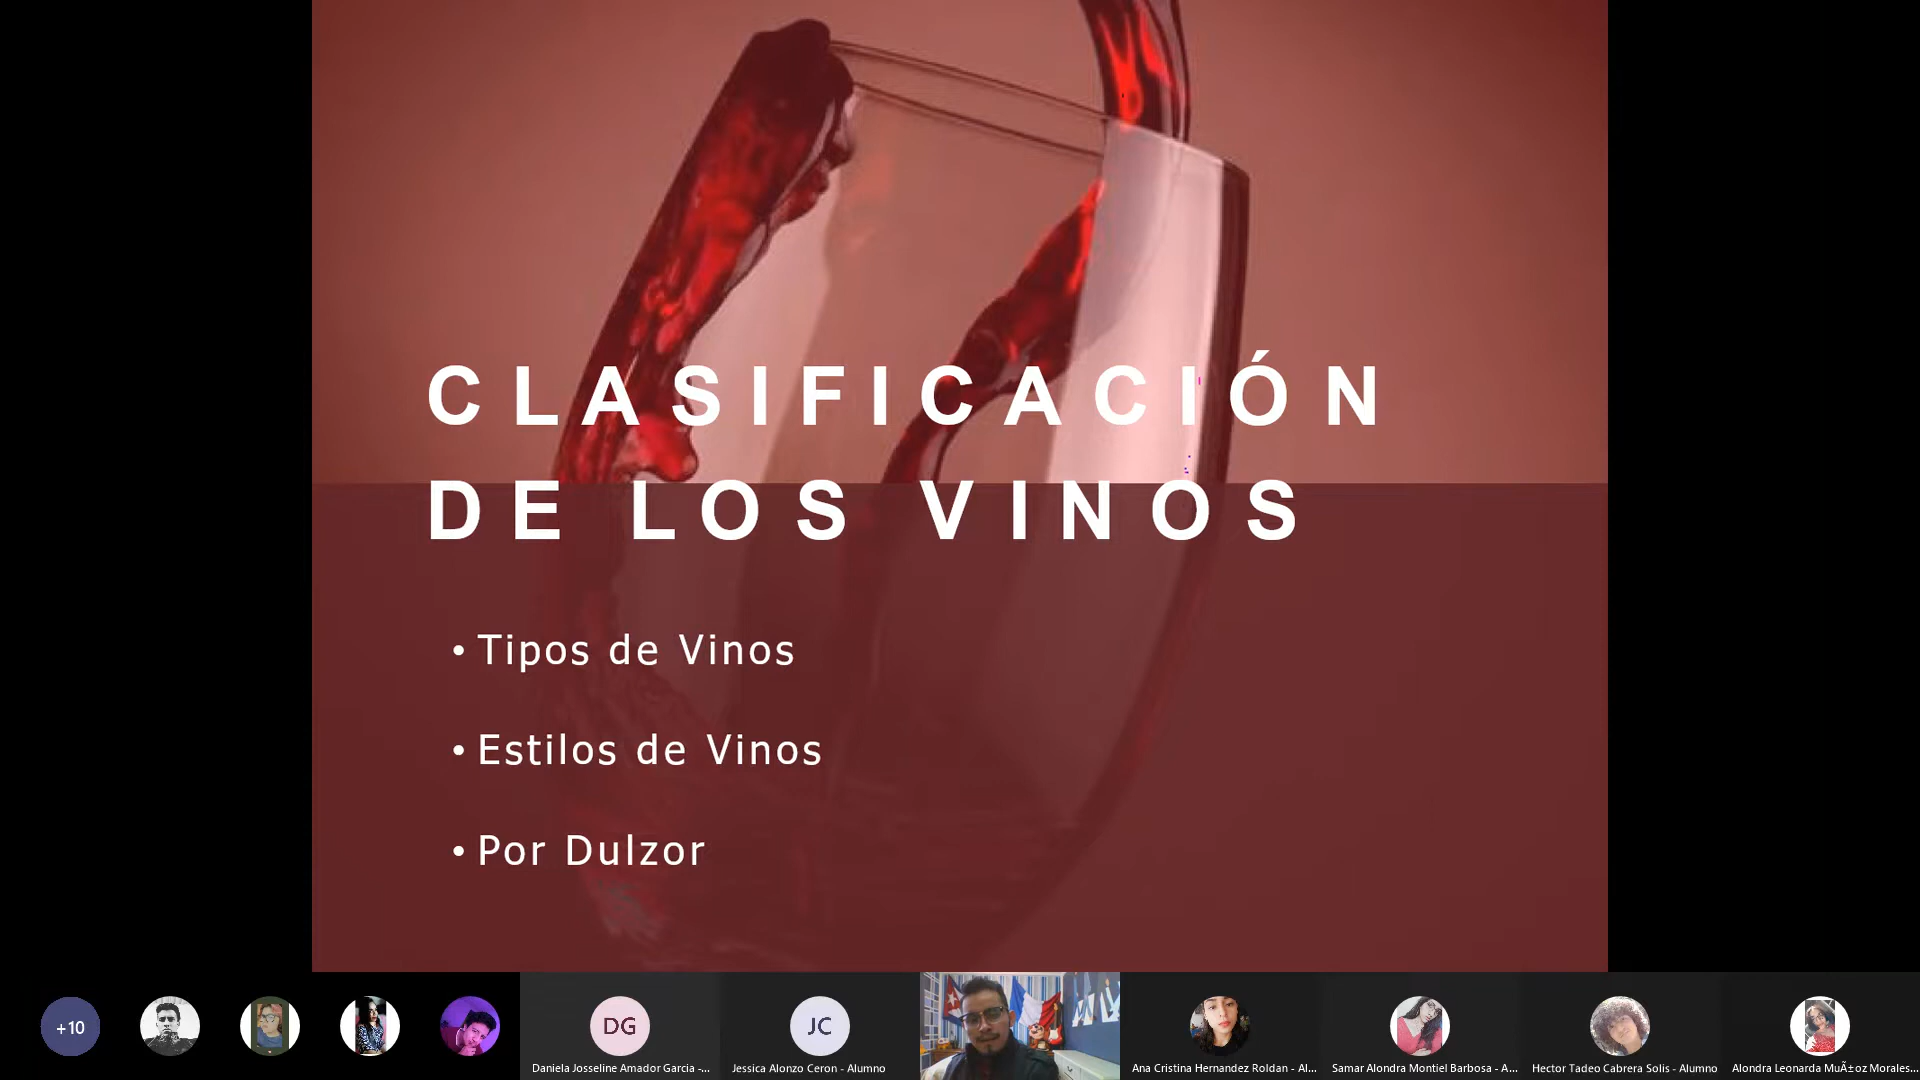 CLASIFICACIÓN
DE LOS VINOS
• Tipos de Vinos
• Estilos de Vinos
• Por Dulzor
+10
DG
Daniela Josseline Amador Garcia -...
JC
Jessica Alonzo Ceron - Alumno
Ana Cristina Hernandez Roldan - Al...
Samar Alondra Montiel Barbosa - A...
Hector Tadeo Cabrera Solis - Alumno
Alondra Leonarda MuÃ±oz Morales...